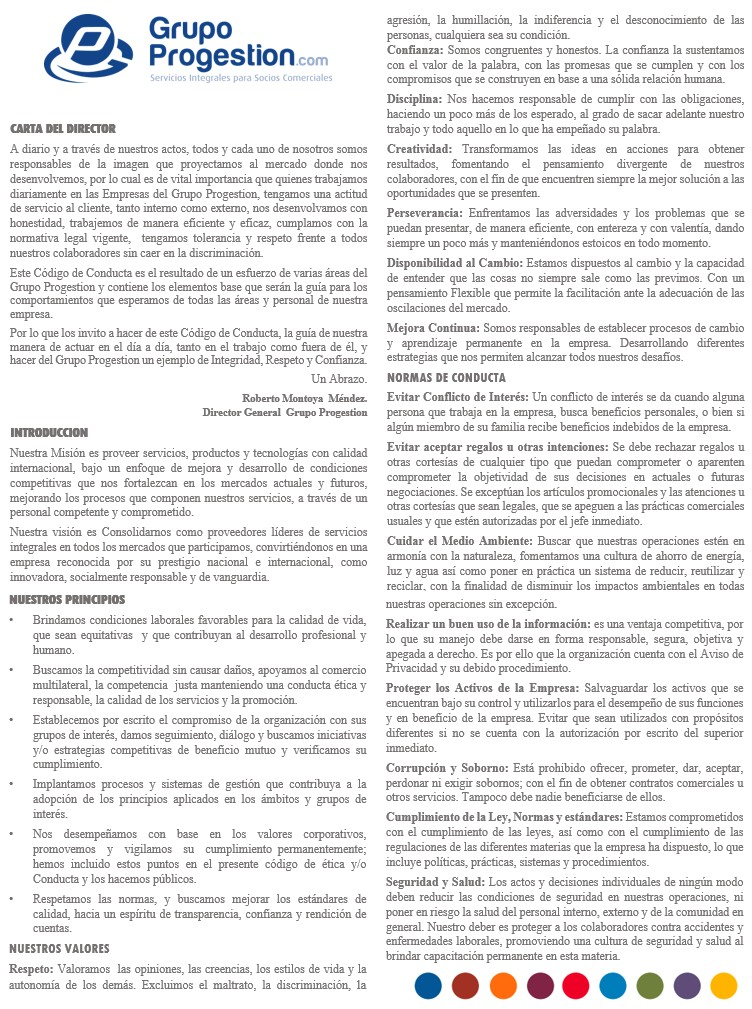 Grupo
Progestion.com
Servicios Integrales para Socios Comerciales
CARTA DEL DIRECTOR
A diario y a través de nuestros actos, todos y cada uno de nosotros somos
responsables de la imagen que proyectamos al mercado donde nos
desenvolvemos, por lo cual es de vital importancia que quienes trabajamos
diariamente en las Empresas del Grupo Progestion, tengamos una actitud
de servicio al cliente, tanto interno como externo, nos desenvolvamos con
honestidad, trabajemos de manera eficiente y eficaz, cumplamos con la
normativa legal vigente, tengamos tolerancia y respeto frente a todos
nuestros colaboradores sin caer en la discriminación.
Este Código de Conducta es el resultado de un esfuerzo de varias áreas del
Grupo Progestion y contiene los elementos base que serán la guía para los
comportamientos que esperamos de todas las áreas y personal de nuestra
empresa.
Por lo que los invito a hacer de este Código de Conducta, la guía de nuestra
manera de actuar en el día a día, tanto en el trabajo como fuera de él, y
hacer del Grupo Progestion un ejemplo de Integridad, Respeto y Confianza.
Un Abrazo.
Roberto Montoya Méndez.
Director General Grupo Progestion
INTRODUCCION
Nuestra Misión es proveer servicios, productos y tecnologías con calidad
internacional, bajo un enfoque de mejora y desarrollo de condiciones
competitivas que nos fortalezcan en los mercados actuales y futuros,
mejorando los procesos que componen nuestros servicios, a través de un
personal competente y comprometido.
Nuestra visión es Consolidarnos como proveedores líderes de servicios
integrales en todos los mercados que participamos, convirtiéndonos en una
empresa reconocida por su prestigio nacional e internacional, como
innovadora, socialmente responsable y de vanguardia.
NUESTROS PRINCIPIOS
• Brindamos condiciones laborales favorables para la calidad de vida,
que sean equitativas y que contribuyan al desarrollo profesional y
humano.
• Buscamos la competitividad sin causar daños, apoyamos al comercio
multilateral, la competencia justa manteniendo una conducta ética y
responsable, la calidad de los servicios y la promoción.
• Establecemos por escrito el compromiso de la organización con sus
grupos de interés, damos seguimiento, diálogo y buscamos iniciativas
y/o estrategias competitivas de beneficio mutuo y verificamos su
cumplimiento.
• Implantamos procesos y sistemas de gestión que contribuya a la
adopción de los principios aplicados en los ámbitos y grupos de
interés.
• Nos desempeñamos con base en los valores corporativos,
promovemos y vigilamos su cumplimiento permanentemente;
hemos incluido estos puntos en el presente código de ética y/o
Conducta y los hacemos públicos.
• Respetamos las normas, y buscamos mejorar los estándares de
calidad, hacia un espíritu de transparencia, confianza y rendición de
cuentas.
NUESTROS VALORES
Respeto: Valoramos las opiniones, las creencias, los estilos de vida y la
autonomía de los demás. Excluimos el maltrato, la discriminación, la
agresión, la humillación, la indiferencia y el desconocimiento de las
personas, cualquiera sea su condición.
Confianza: Somos congruentes y honestos. La confianza la sustentamos
con el valor de la palabra, con las promesas que se cumplen y con los
compromisos que se construyen en base a una sólida relación humana.
Disciplina: Nos hacemos responsable de cumplir con las obligaciones,
haciendo un poco más de los esperado, al grado de sacar adelante nuestro
trabajo y todo aquello en lo que ha empeñado su palabra.
Creatividad: Transformamos las ideas en acciones para obtener
resultados, fomentando el pensamiento divergente de nuestros
colaboradores, con el fin de que encuentren siempre la mejor solución a las
oportunidades que se presenten.
Perseverancia: Enfrentamos las adversidades y los problemas que se
puedan presentar, de manera eficiente, con entereza y con valentía, dando
siempre un poco más y manteniéndonos estoicos en todo momento.
Disponibilidad al Cambio: Estamos dispuestos al cambio y la capacidad
de entender que las cosas no siempre sale como las previmos. Con un
pensamiento Flexible que permite la facilitación ante la adecuación de las
oscilaciones del mercado.
Mejora Continua: Somos responsables de establecer procesos de cambio
y aprendizaje permanente en la empresa. Desarrollando diferentes
estrategias que nos permiten alcanzar todos nuestros desafíos.
NORMAS DE CONDUCTA
Evitar Conflicto de Interés: Un conflicto de interés se da cuando alguna
persona que trabaja en la empresa, busca beneficios personales, o bien si
algún miembro de su familia recibe beneficios indebidos de la empresa.
Evitar aceptar regalos u otras intenciones: Se debe rechazar regalos u
otras cortesías de cualquier tipo que puedan comprometer o aparenten
comprometer la objetividad de sus decisiones en actuales o futuras
negociaciones. Se exceptúan los artículos promocionales y las atenciones u
otras cortesías que sean legales, que se apeguen a las prácticas comerciales
usuales y que estén autorizadas por el jefe inmediato.
Cuidar el Medio Ambiente: Buscar que nuestras operaciones estén en
armonía con la naturaleza, fomentamos una cultura de ahorro de energía,
luz y agua así como poner en práctica un sistema de reducir, reutilizar y
reciclar, con la finalidad de disminuir los impactos ambientales en todas
nuestras operaciones sin excepción.
Realizar un buen uso de la información: es una ventaja competitiva, por
lo que su manejo debe darse en forma responsable, segura, objetiva y
apegada a derecho. Es por ello que la organización cuenta con el Aviso de
Privacidad y su debido procedimiento.
Proteger los Activos de la Empresa: Salvaguardar los activos que se
encuentran bajo su control y utilizarlos para el desempeño de sus funciones
y en beneficio de la empresa. Evitar que sean utilizados con propósitos
diferentes si no se cuenta con la autorización por escrito del superior
inmediato.
Corrupción y Soborno: Está prohibido ofrecer, prometer, dar, aceptar,
perdonar ni exigir sobornos; con el fin de obtener contratos comerciales u
otros servicios. Tampoco debe nadie beneficiarse de ellos.
Cumplimiento de la Ley, Normas y estándares: Estamos comprometidos
con el cumplimiento de las leyes, así como con el cumplimiento de las
regulaciones de las diferentes materias que la empresa ha dispuesto, lo que
incluye políticas, prácticas, sistemas y procedimientos.
Seguridad y Salud: Los actos y decisiones individuales de ningún modo
deben reducir las condiciones de seguridad en nuestras operaciones, ni
poner en riesgo la salud del personal interno, externo y de la comunidad en
general. Nuestro deber es proteger a los colaboradores contra accidentes y
enfermedades laborales, promoviendo una cultura de seguridad y salud al
brindar capacitación permanente en esta materia.